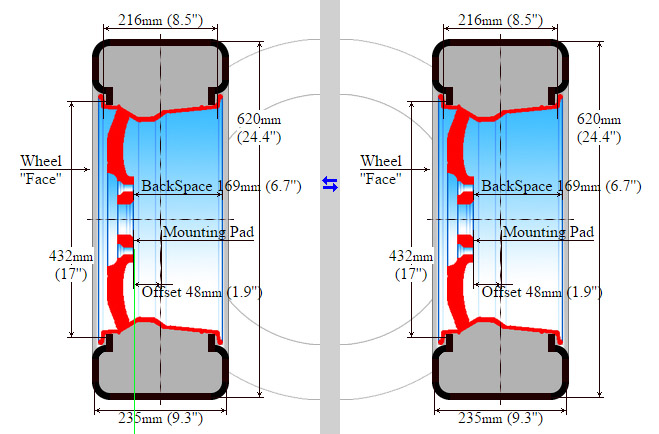 216mm (8.5")
620mm
(24.4")
Wheel
"Face"
BackSpace 169mm (6.7")
Mounting Pad
432mm
(17")
Offset 48mm (1.9")
235mm (9.3")
216mm (8.5")
620mm
(24.4")
Wheel
"Face"
BackSpace 169mm (6.7")
Mounting Pad
432mm
(17")
Offset 48mm (1.9")
235mm (9.3")